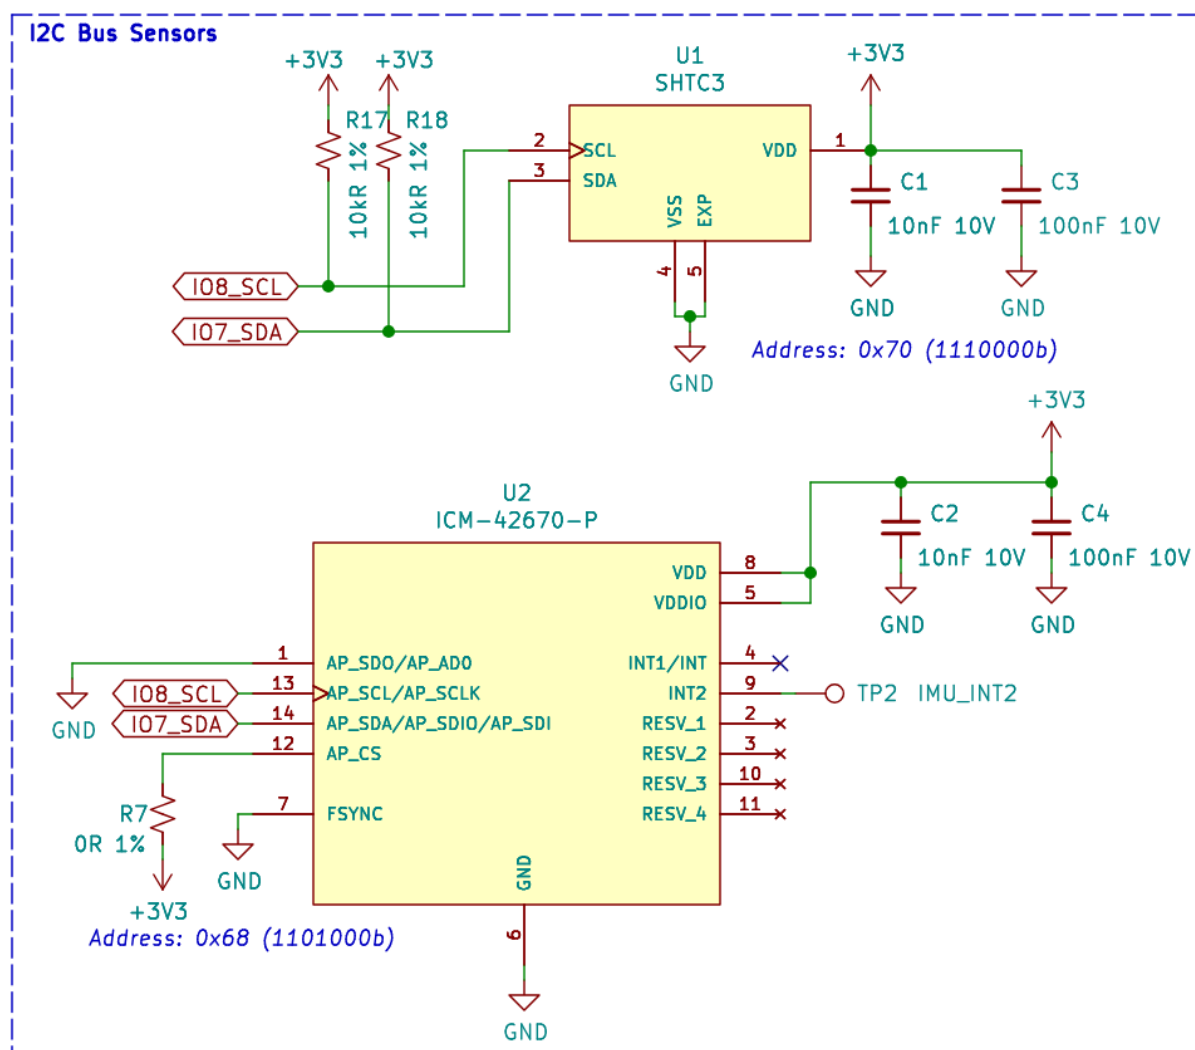 I2C Bus Sensors
+3V3
+3V3
R17
10kR 1%
R18
10kR 1%
IO8_SCL
IO7_SDA
U1
SHTC3
2
SCL
3
SDA
VDD
1
VSS
EXP
4
5
GND
+3V3
C1
10nF 10V
GND
C3
100nF 10V
GND
Address: 0x70 (1110000b)
+3V3
C2
10nF 10V
GND
C4
100nF 10V
GND
U2
ICM-42670-P
VDD
8
VDDIO
5
1
AP_SDO/AP_AD0
GND
IO8_SCL
13
AP_SCL/AP_SCLK
IO7_SDA
14
AP_SDA/AP_SDIO/AP_SDI
12
AP_CS
R7
0R 1%
+3V3
7
FSYNC
GND
INT1/INT
4
INT2
9
TP2 IMU_INT2
RESV_1
2
RESV_2
3
RESV_3
10
RESV_4
11
GND
6
GND
Address: 0x68 (1101000b)